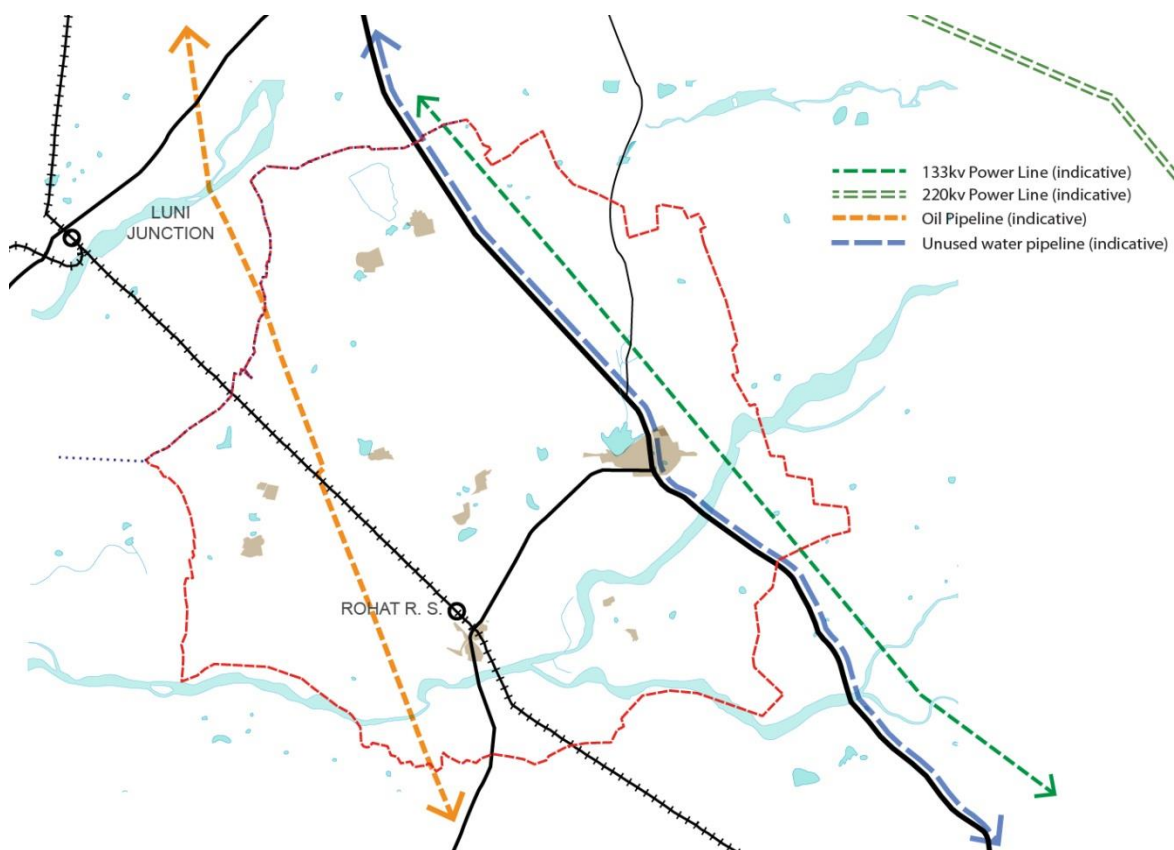 LUNI
JUNCTION
133kv Power Line (indicative)
220kv Power Line (indicative)
Oil Pipeline (indicative)
Unused water pipeline (indicative)
ROHAT R. S.